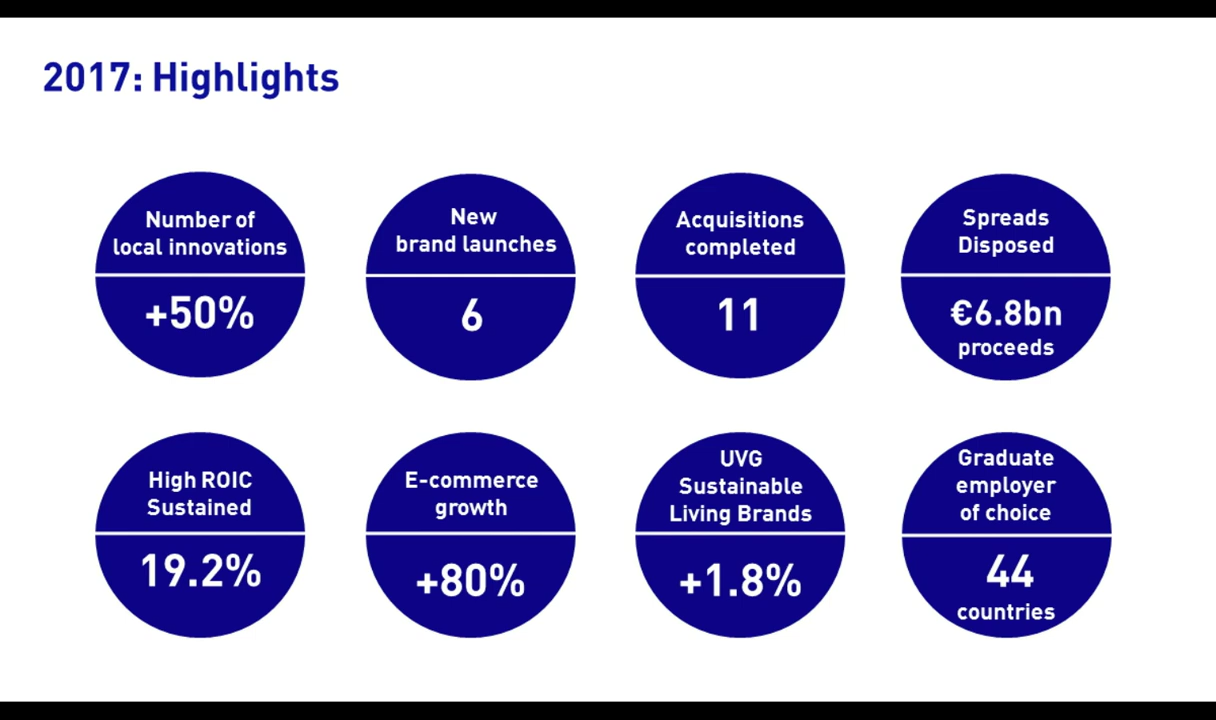 2017: Highlights
Number of
local innovations
+50%
New
brand launches
6
Acquisitions
completed
11
Spreads
Disposed
€6.8bn
proceeds
High ROIC
Sustained
19.2%
E-commerce
growth
+80%
UVG
Sustainable
Living Brands
+1.8%
Graduate
employer
of choice
44
countries